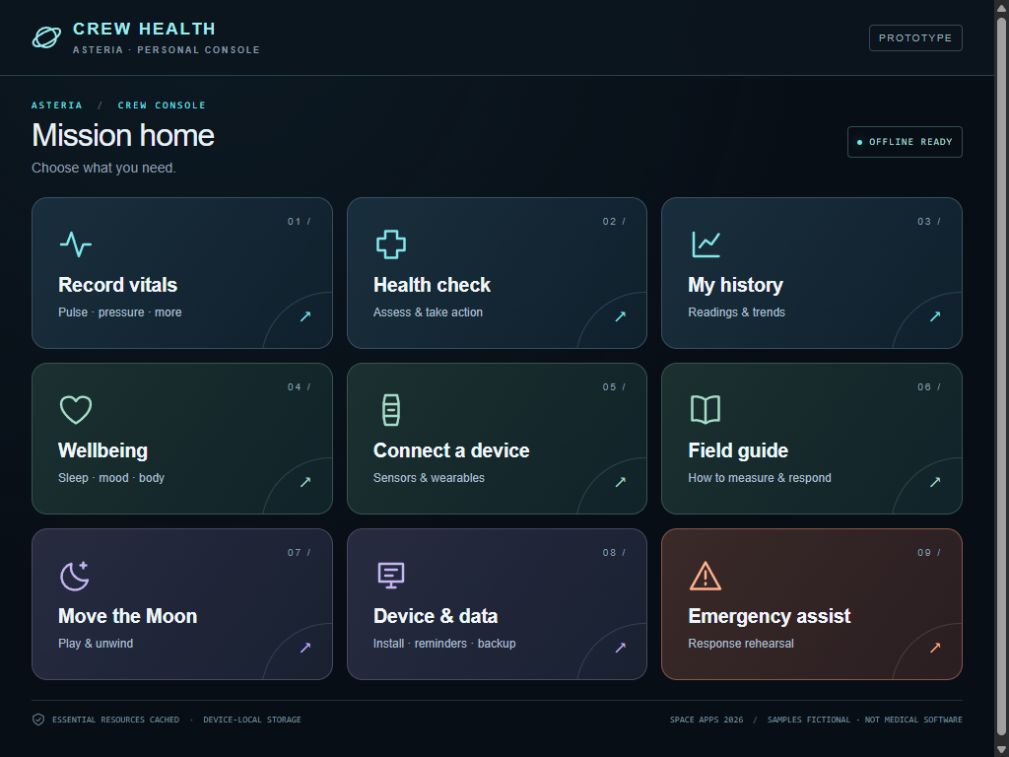 CREW HEALTH
ASTERIA · PERSONAL CONSOLE
PROTOTYPE
ASTERIA / CREW CONSOLE
Mission home
Choose what you need.
OFFLINE READY
01 /
Record vitals
Pulse · pressure · more
02 /
Health check
Assess & take action
03 /
My history
Readings & trends
04 /
Wellbeing
Sleep · mood · body
05 /
Connect a device
Sensors & wearables
06 /
Field guide
How to measure & respond
07 /
Move the Moon
Play & unwind
08 /
Device & data
Install · reminders · backup
09 /
Emergency assist
Response rehearsal
ESSENTIAL RESOURCES CACHED · DEVICE-LOCAL STORAGE
SPACE APPS 2026 / SAMPLES FICTIONAL · NOT MEDICAL SOFTWARE